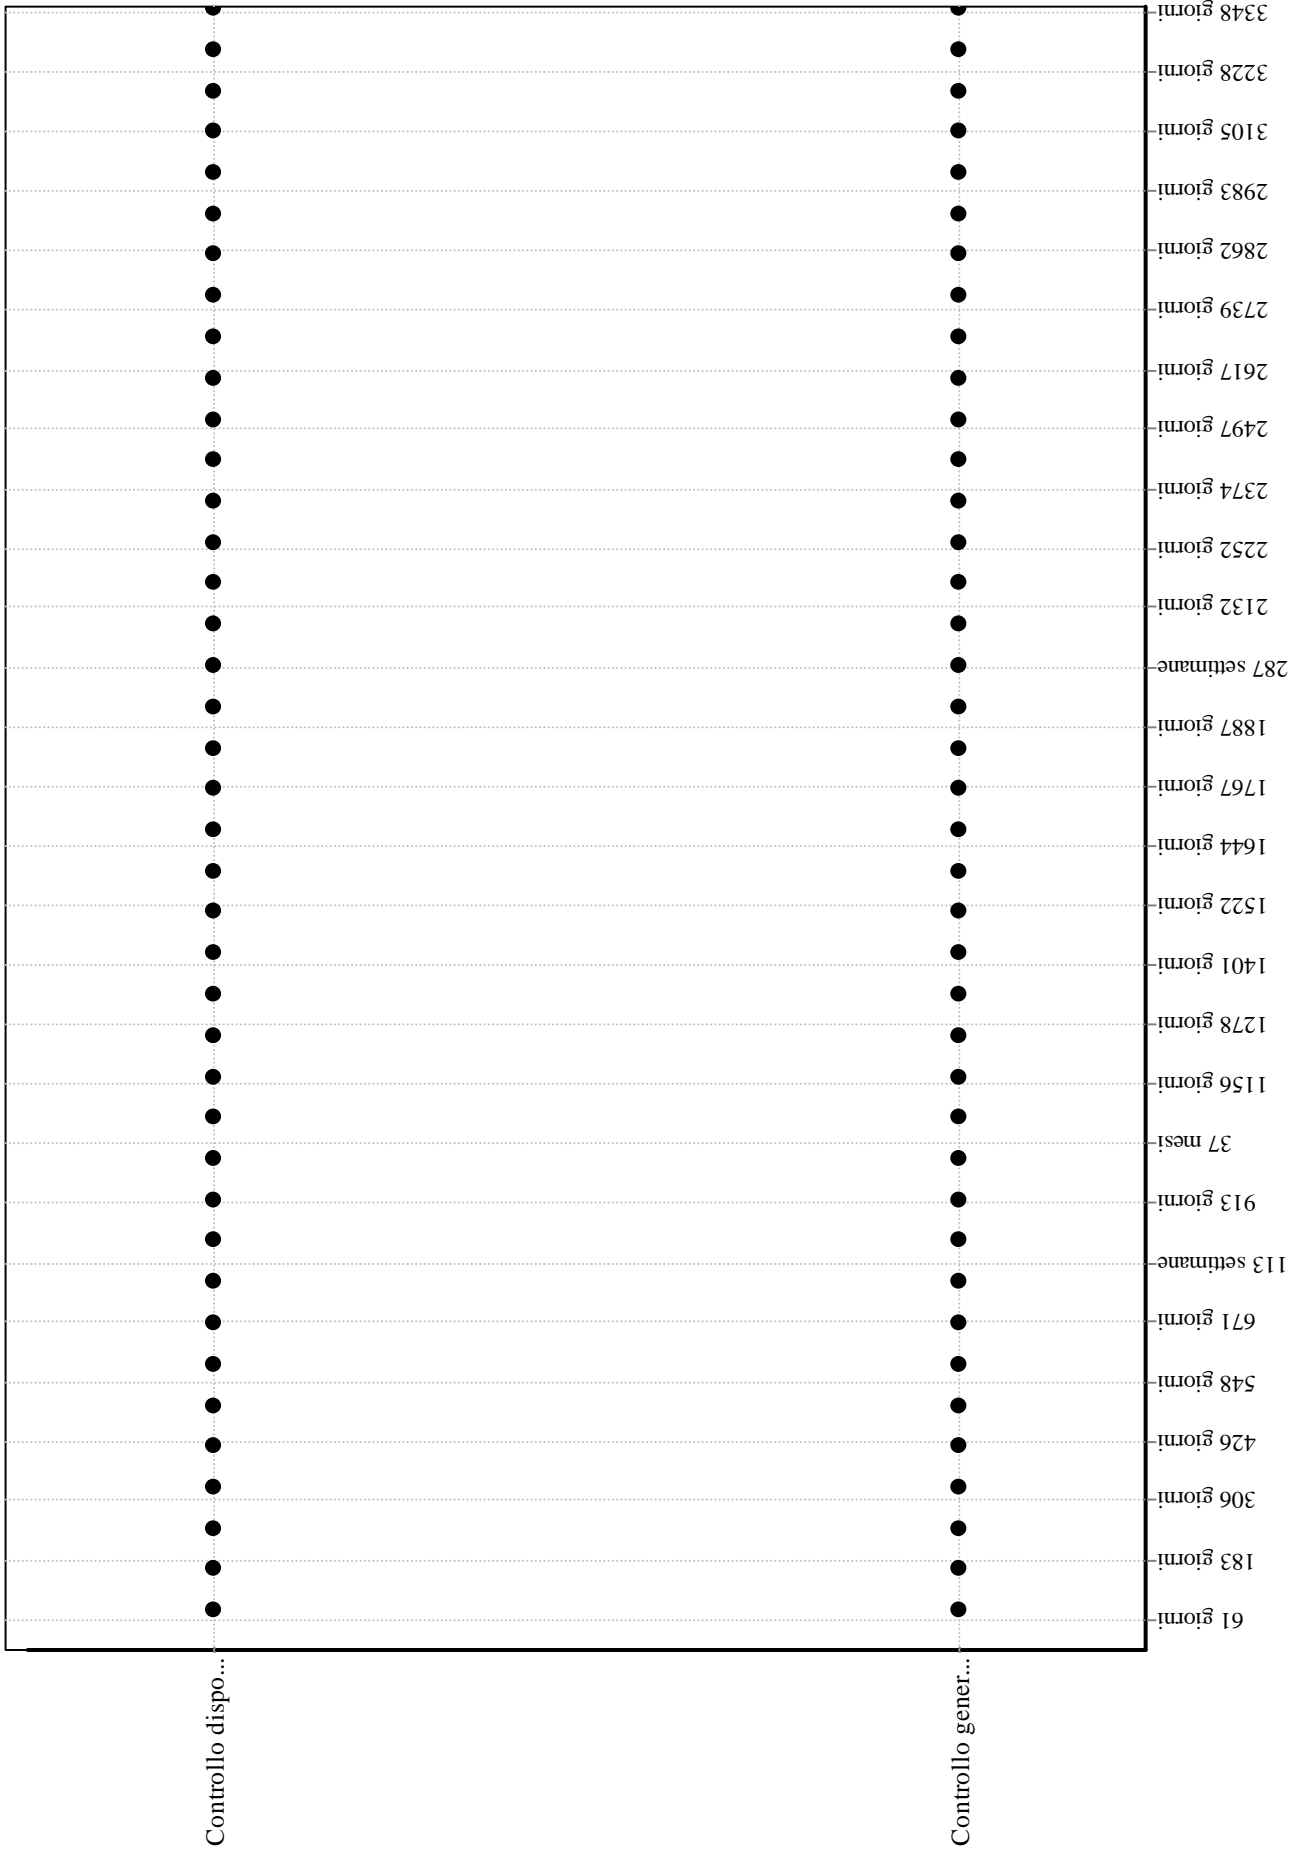 3348 giorni
3228 giorni
3105 giorni
2983 giorni
2862 giorni
2739 giorni
2617 giorni
2497 giorni
2374 giorni
2252 giorni
2132 giorni
287 settimane
1887 giorni
1767 giorni
1644 giorni
1522 giorni
1401 giorni
1278 giorni
1156 giorni
37 mesi
913 giorni
113 settimane
671 giorni
548 giorni
426 giorni
306 giorni
183 giorni
61 giorni
Controllo dispo...
Controllo gener...